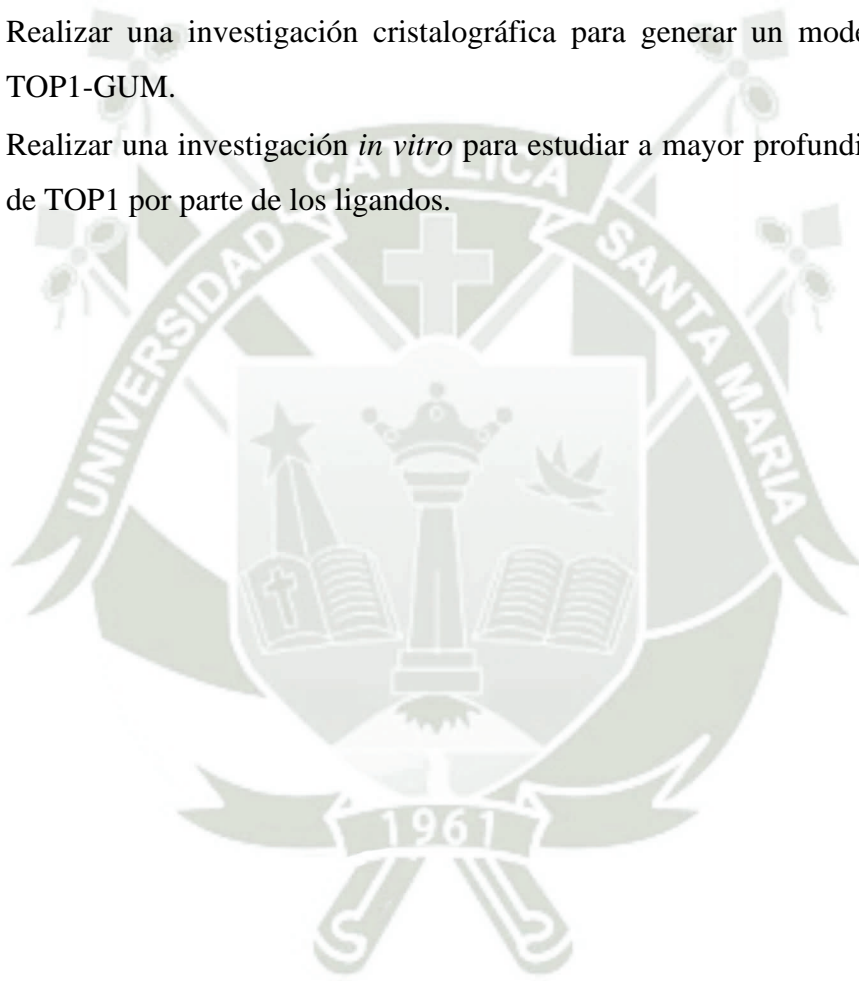 Realizar una investigación cristalográfica para generar un mod
TOP1-GUM.
Realizar una investigación in vitro para estudiar a mayor profundi
de TOP1 por parte de los ligandos.
UNIVERSIDAD CATOLICA SANTA MARIA
1961